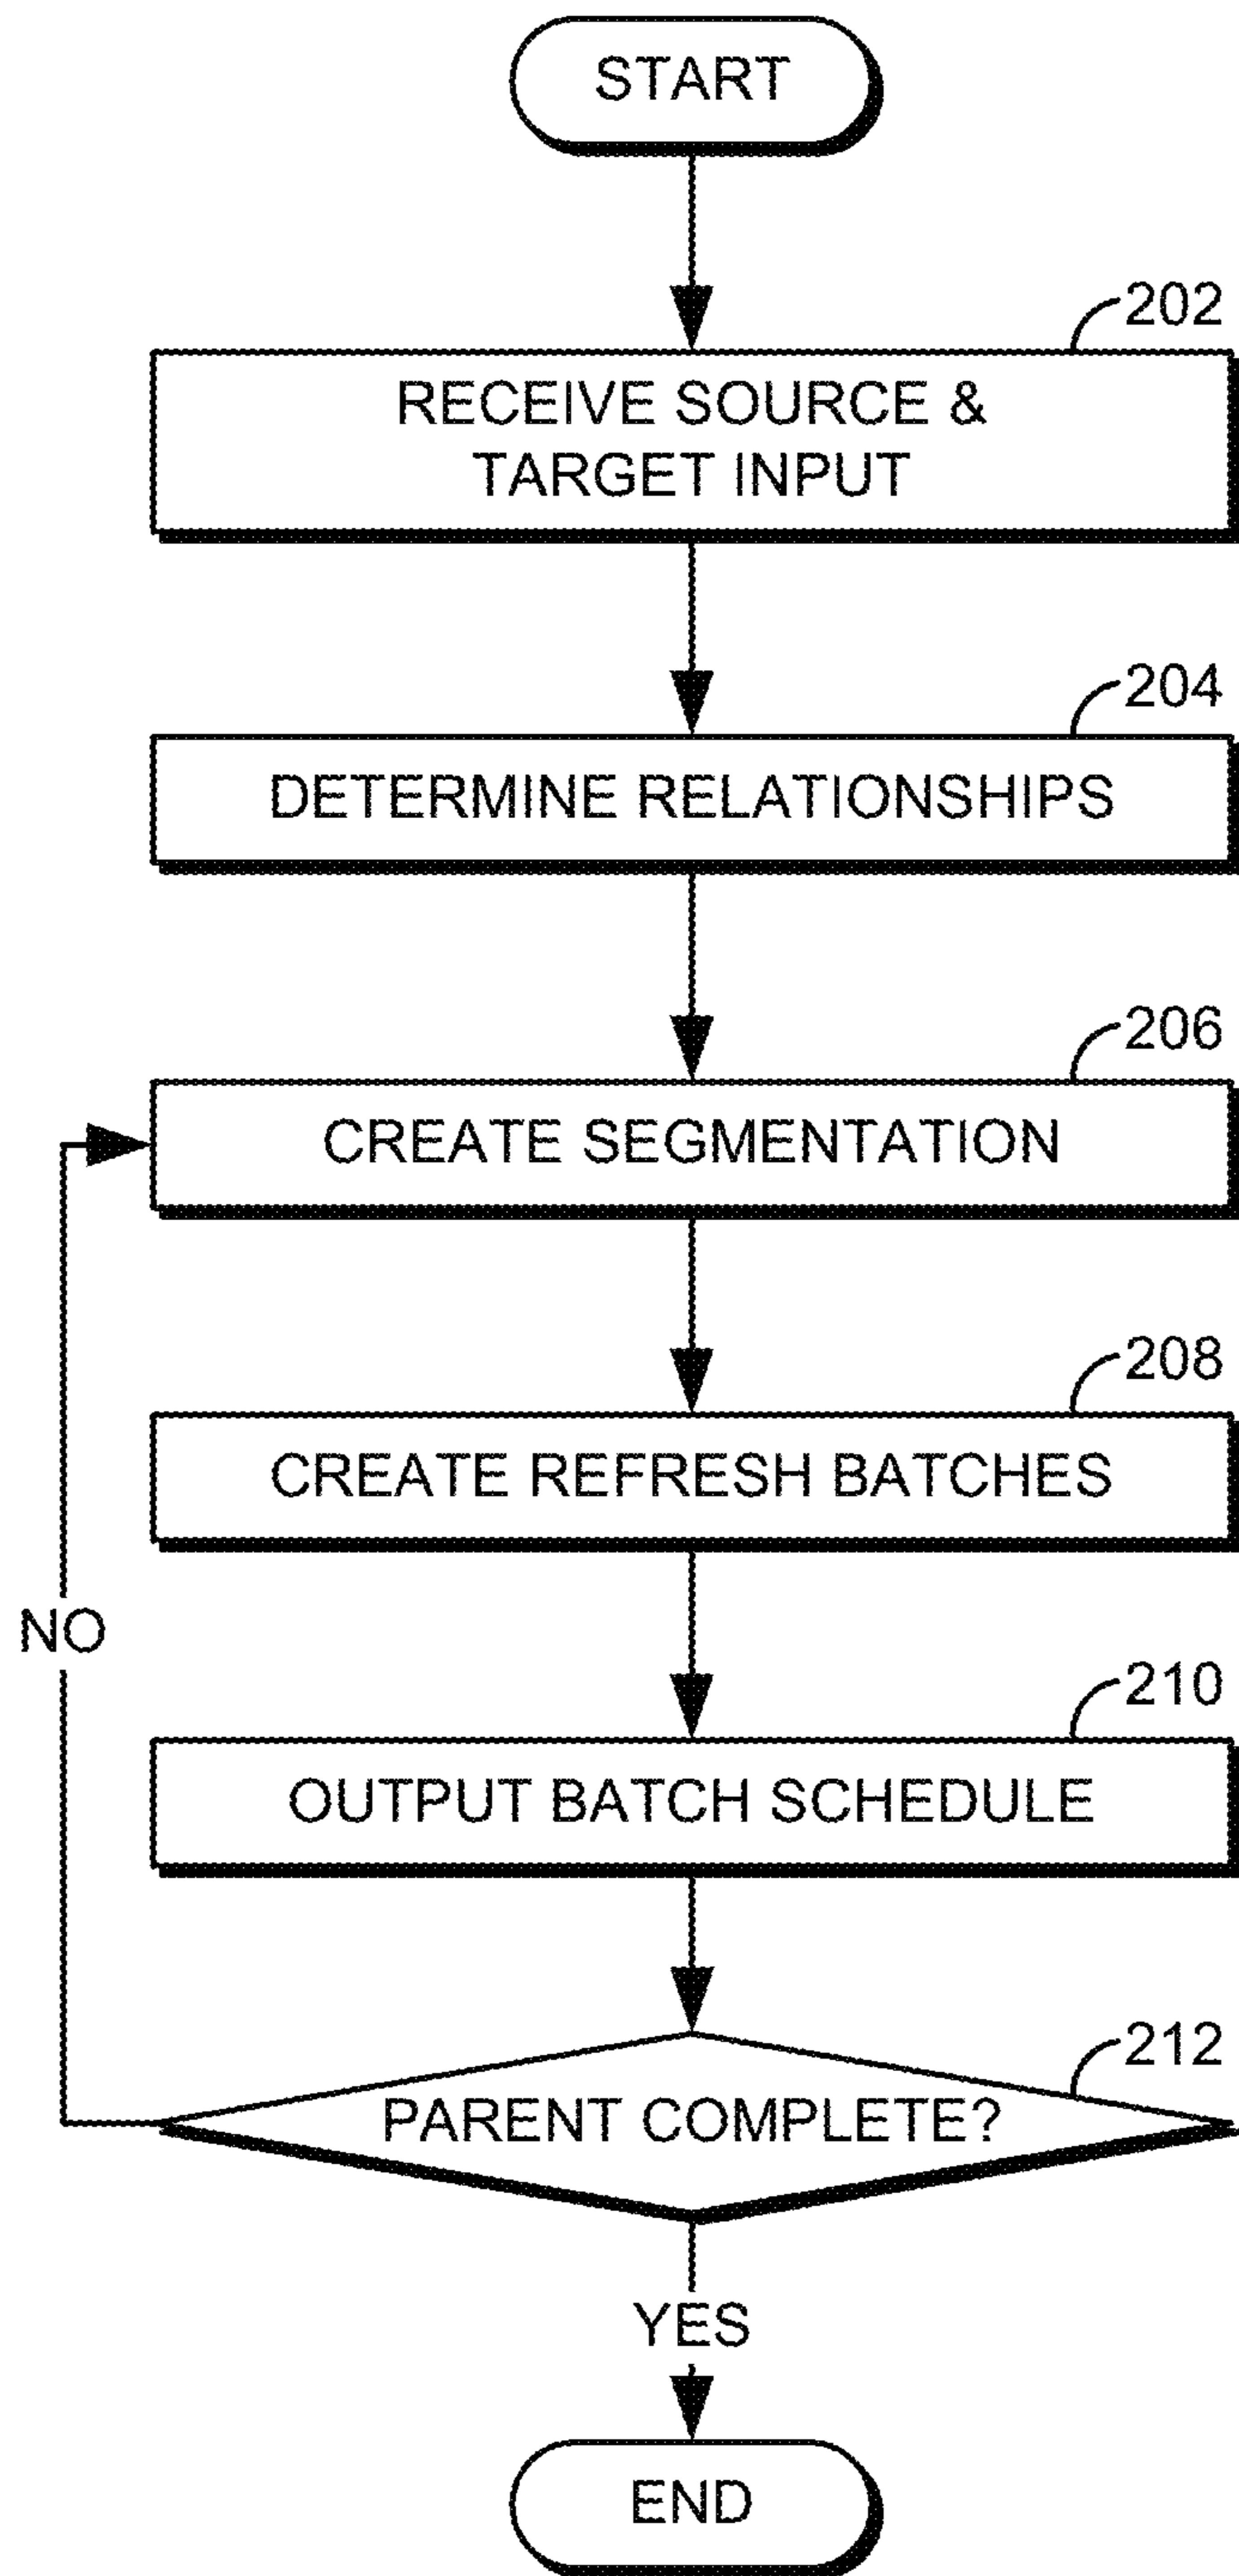 START
202
RECEIVE SOURCE &
TARGET INPUT
204
DETERMINE RELATIONSHIPS
206
CREATE SEGMENTATION
208
CREATE REFRESH BATCHES
NO
210
OUTPUT BATCH SCHEDULE
212
PARENT COMPLETE?
YES
END